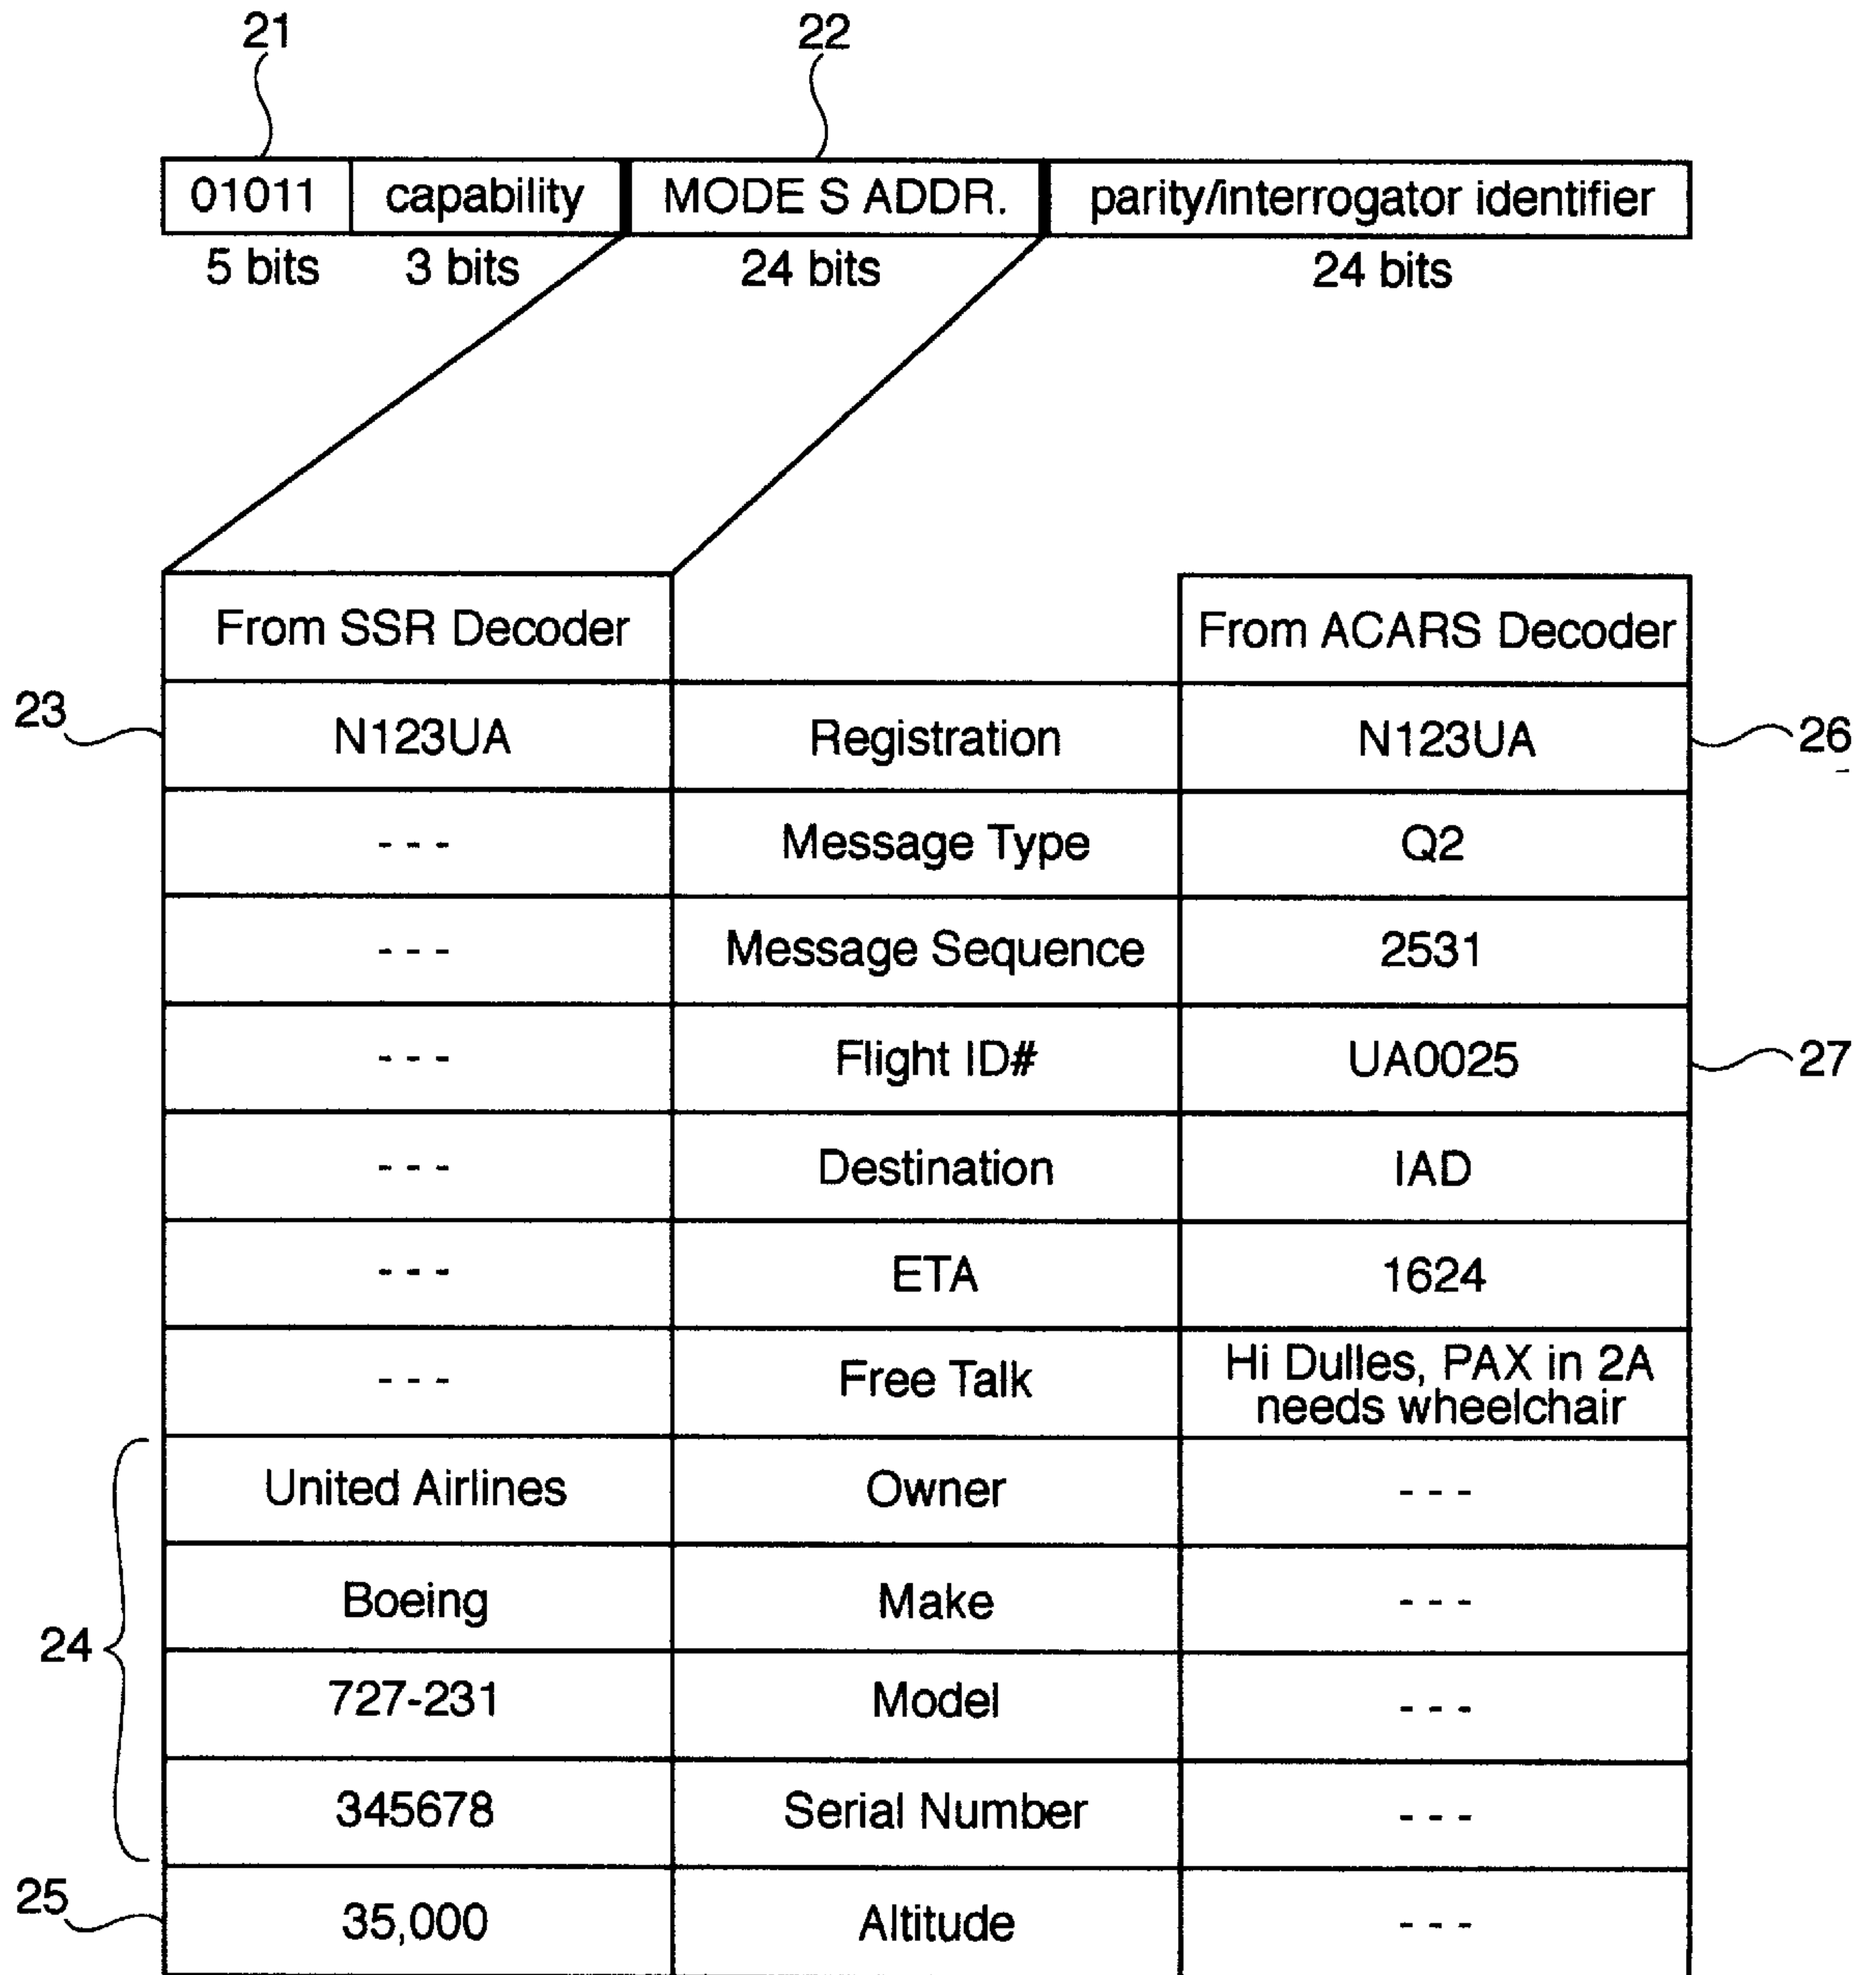 21 22
01011 capability MODE S ADDR. parity/interrogator identifier
5 bits 3 bits 24 bits 24 bits
From SSR Decoder From ACARS Decoder
23 N123UA Registration N123UA 26
- - - Message Type Q2
- - - Message Sequence 2531
- - - Flight ID# UA0025 27
- - - Destination IAD
- - - ETA 1624
- - - Free Talk Hi Dulles, PAX in 2A
needs wheelchair
United Airlines Owner - - -
Boeing Make - - -
24
727-231 Model - - -
345678 Serial Number - - -
25 35,000 Altitude - - -